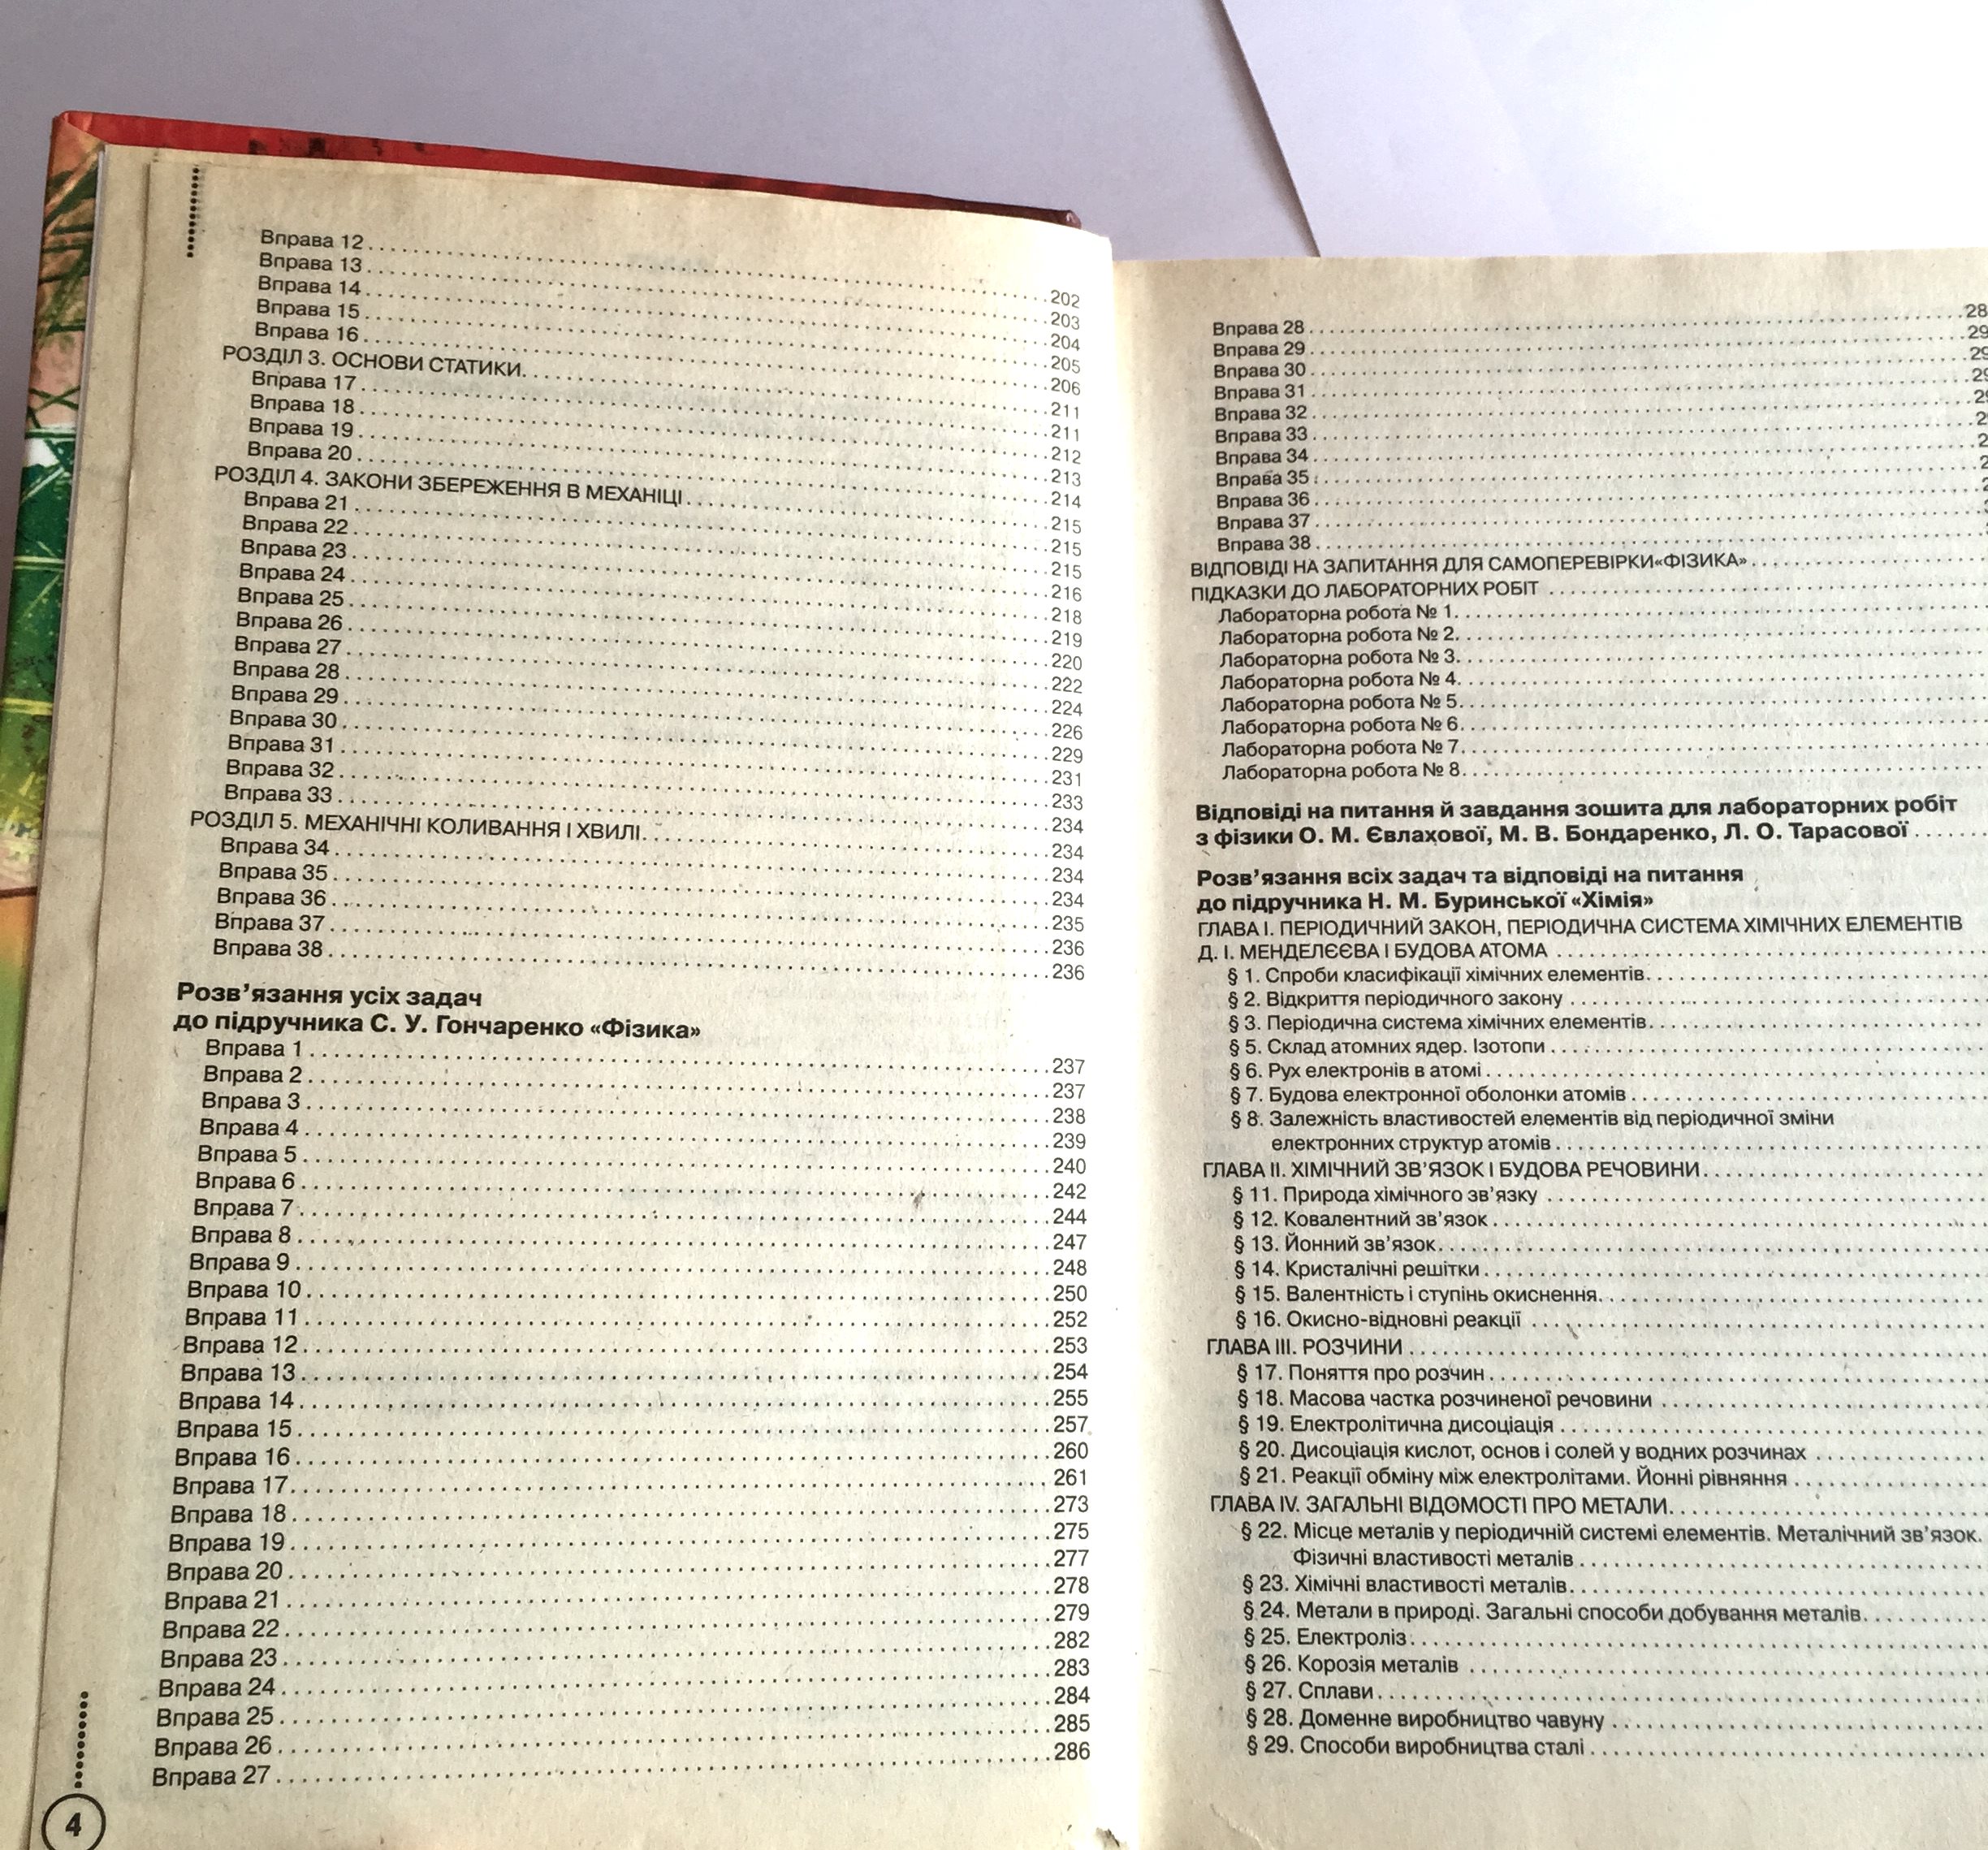 Вправа 12 ... 202
Вправа 13 ... 203
Вправа 14 ... 204
Вправа 15 ... 205
Вправа 16 ... 206
РОЗДІЛ 3. ОСНОВИ СТАТИКИ ... 211
Вправа 17 ... 211
Вправа 18 ... 212
Вправа 19 ... 213
Вправа 20 ... 214
РОЗДІЛ 4. ЗАКОНИ ЗБЕРЕЖЕННЯ В МЕХАНІЦІ ... 215
Вправа 21 ... 215
Вправа 22 ... 215
Вправа 23 ... 216
Вправа 24 ... 218
Вправа 25 ... 219
Вправа 26 ... 220
Вправа 27 ... 222
Вправа 28 ... 224
Вправа 29 ... 226
Вправа 30 ... 229
Вправа 31 ... 231
Вправа 32 ... 233
Вправа 33 ... 234
РОЗДІЛ 5. МЕХАНІЧНІ КОЛИВАННЯ І ХВИЛІ ... 234
Вправа 34 ... 234
Вправа 35 ... 234
Вправа 36 ... 235
Вправа 37 ... 236
Вправа 38 ... 236
Розв’язання усіх задач
до підручника С. У. Гончаренко «Фізика»
Вправа 1 ... 237
Вправа 2 ... 237
Вправа 3 ... 238
Вправа 4 ... 239
Вправа 5 ... 240
Вправа 6 ... 242
Вправа 7 ... 244
Вправа 8 ... 247
Вправа 9 ... 248
Вправа 10 ... 250
Вправа 11 ... 252
Вправа 12 ... 253
Вправа 13 ... 254
Вправа 14 ... 255
Вправа 15 ... 257
Вправа 16 ... 260
Вправа 17 ... 261
Вправа 18 ... 273
Вправа 19 ... 275
Вправа 20 ... 277
Вправа 21 ... 278
Вправа 22 ... 279
Вправа 23 ... 282
Вправа 24 ... 283
Вправа 25 ... 284
Вправа 26 ... 285
Вправа 27 ... 286
4
Вправа 28
Вправа 29
Вправа 30
Вправа 31
Вправа 32
Вправа 33
Вправа 34
Вправа 35
Вправа 36
Вправа 37
Вправа 38
ВІДПОВІДІ НА ЗАПИТАННЯ ДЛЯ САМОПЕРЕВІРКИ«ФІЗИКА»
ПІДКАЗКИ ДО ЛАБОРАТОРНИХ РОБІТ
Лабораторна робота № 1.
Лабораторна робота № 2.
Лабораторна робота № 3.
Лабораторна робота № 4.
Лабораторна робота № 5.
Лабораторна робота № 6.
Лабораторна робота № 7.
Лабораторна робота № 8.
Відповіді на питання й завдання зошита для лабораторних робіт
з фізики О. М. Євлахової, М. В. Бондаренко, Л. О. Тарасової
Розв’язання всіх задач та відповіді на питання
до підручника Н. М. Буринської «Хімія»
ГЛАВА І. ПЕРІОДИЧНИЙ ЗАКОН, ПЕРІОДИЧНА СИСТЕМА ХІМІЧНИХ ЕЛЕМЕНТІВ
Д. І. МЕНДЕЛЄЄВА І БУДОВА АТОМА
§ 1. Спроби класифікації хімічних елементів
§ 2. Відкриття періодичного закону
§ 3. Періодична система хімічних елементів
§ 5. Склад атомних ядер. Ізотопи
§ 6. Рух електронів в атомі
§ 7. Будова електронної оболонки атомів
§ 8. Залежність властивостей елементів від періодичної зміни
електронних структур атомів
ГЛАВА ІІ. ХІМІЧНИЙ ЗВ’ЯЗОК І БУДОВА РЕЧОВИНИ
§ 11. Природа хімічного зв’язку
§ 12. Ковалентний зв’язок
§ 13. Йонний зв’язок
§ 14. Кристалічні решітки
§ 15. Валентність і ступінь окиснення
§ 16. Окисно-відновні реакції
ГЛАВА ІІІ. РОЗЧИНИ
§ 17. Поняття про розчин
§ 18. Масова частка розчиненої речовини
§ 19. Електролітична дисоціація
§ 20. Дисоціація кислот, основ і солей у водних розчинах
§ 21. Реакції обміну між електролітами. Йонні рівняння
ГЛАВА IV. ЗАГАЛЬНІ ВІДОМОСТІ ПРО МЕТАЛИ
§ 22. Місце металів у періодичній системі елементів. Металічний зв’язок.
Фізичні властивості металів
§ 23. Хімічні властивості металів
§ 24. Метали в природі. Загальні способи добування металів
§ 25. Електроліз
§ 26. Корозія металів
§ 27. Сплави
§ 28. Доменне виробництво чавуну
§ 29. Способи виробництва сталі